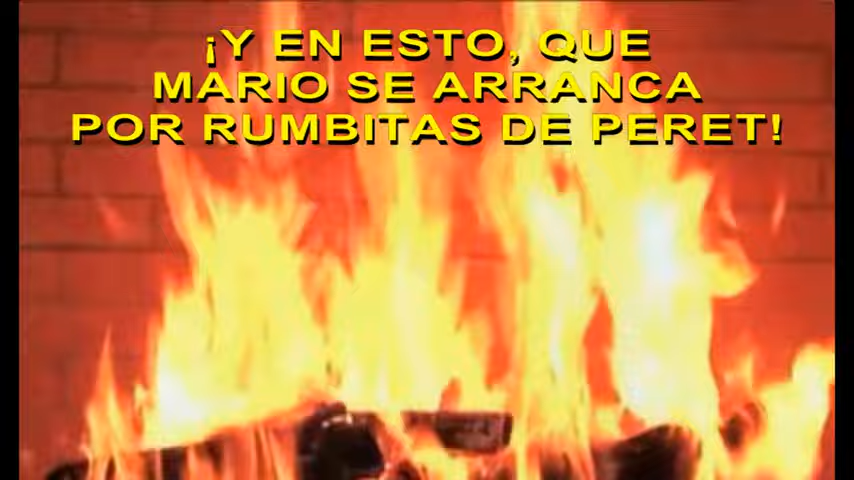 ¡Y EN ESTO, QUE
MARIO SE ARRANCA
POR RUMBITAS DE PERET!